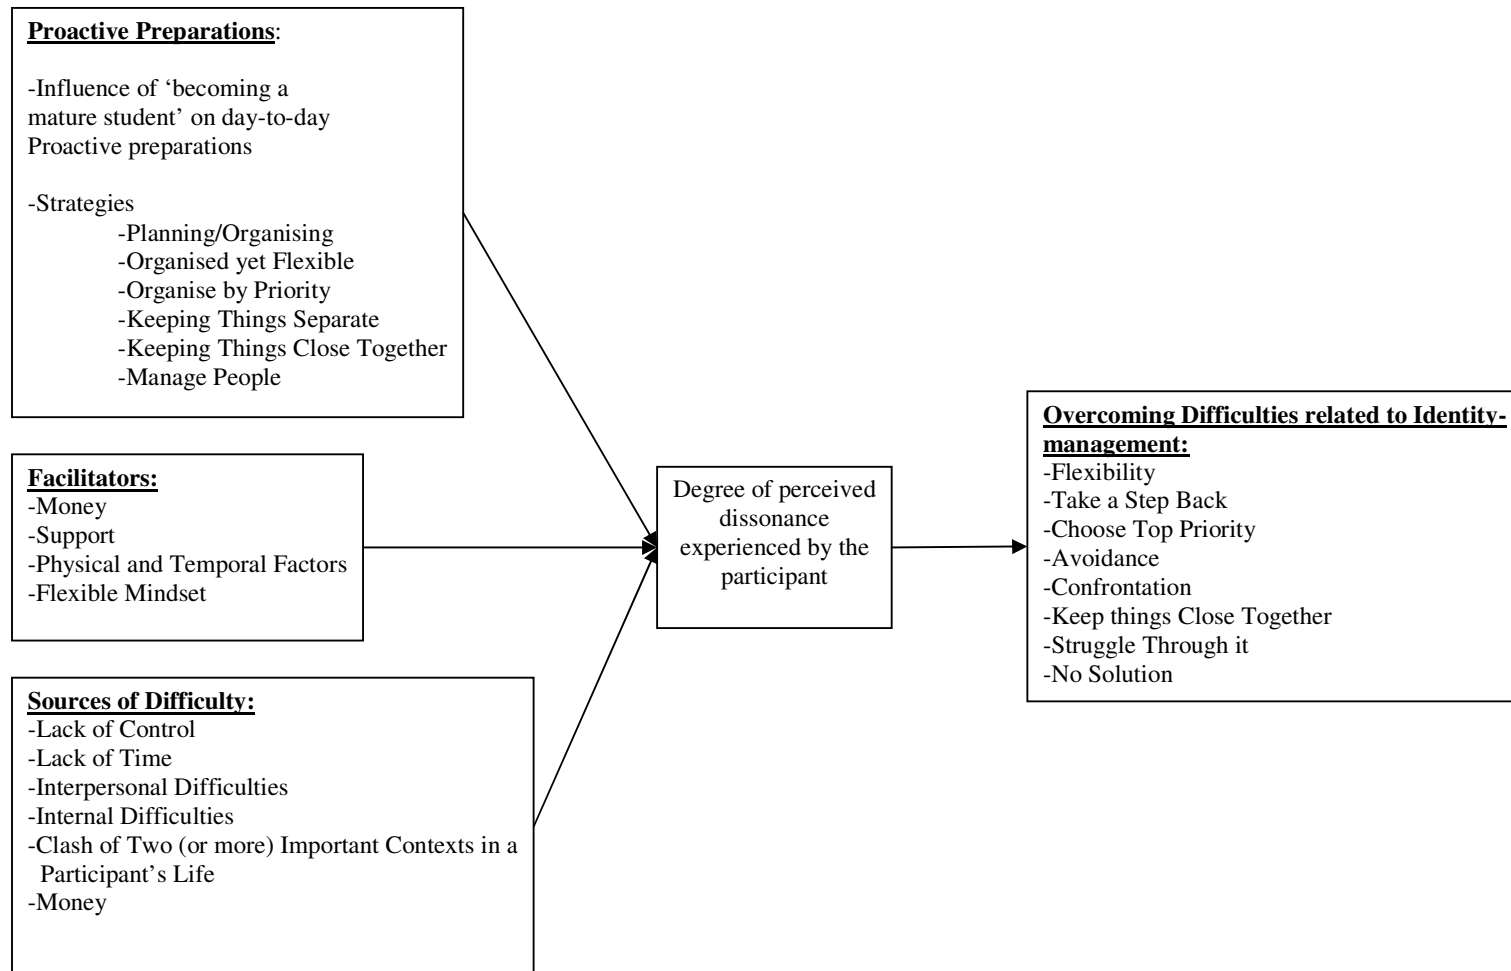 Proactive Preparations:
-Influence of ‘becoming a
mature student’ on day-to-day
Proactive preparations
-Strategies
-Planning/Organising
-Organised yet Flexible
-Organise by Priority
-Keeping Things Separate
-Keeping Things Close Together
-Manage People
Facilitators:
-Money
-Support
-Physical and Temporal Factors
-Flexible Mindset
Sources of Difficulty:
-Lack of Control
-Lack of Time
-Interpersonal Difficulties
-Internal Difficulties
-Clash of Two (or more) Important Contexts in a
Participant’s Life
-Money
Degree of perceived
dissonance
experienced by the
participant
Overcoming Difficulties related to Identity-
management:
-Flexibility
-Take a Step Back
-Choose Top Priority
-Avoidance
-Confrontation
-Keep things Close Together
-Struggle Through it
-No Solution